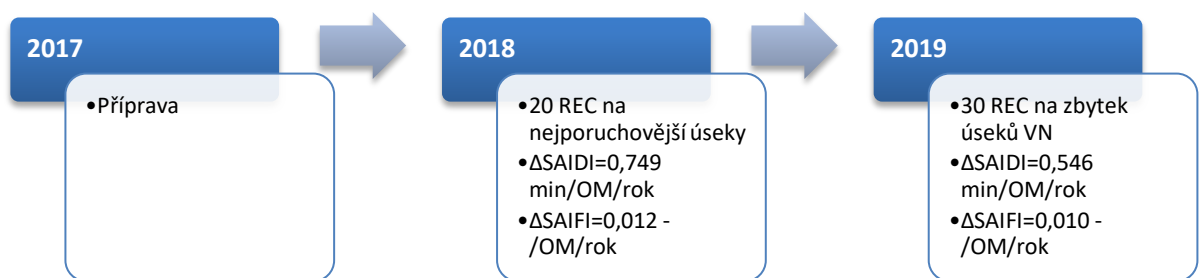 2017
•Příprava
2018
•20 REC na
nejporuchovější úseky
•ΔSAIDI=0,749
min/OM/rok
•ΔSAIFI=0,012 -
/OM/rok
2019
•30 REC na zbytek
úseků VN
•ΔSAIDI=0,546
min/OM/rok
•ΔSAIFI=0,010 -
/OM/rok